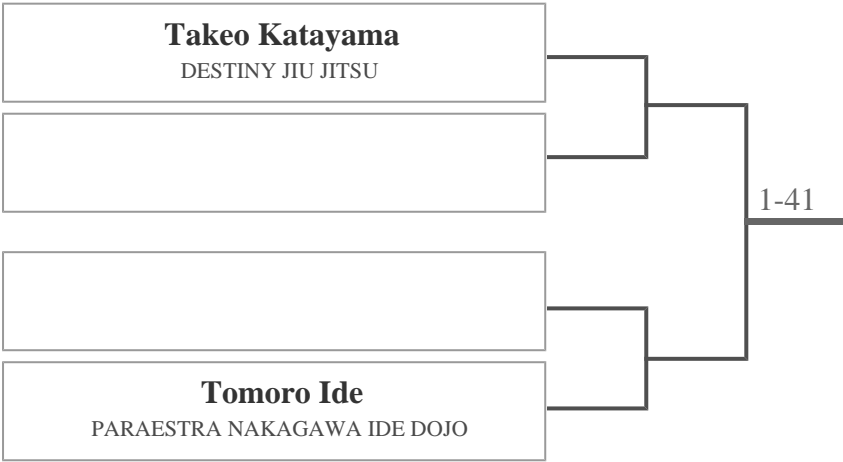 Takeo Katayama
DESTINY JIU JITSU
1-41
Tomoro Ide
PARAESTRA NAKAGAWA IDE DOJO